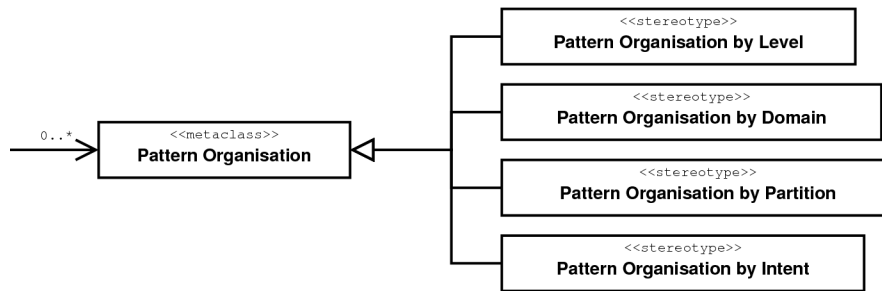 <<stereotype>>
Pattern Organisation by Level
<<stereotype>>
Pattern Organisation by Domain
0..*
<<metaclass>>
Pattern Organisation
<<stereotype>>
Pattern Organisation by Partition
<<stereotype>>
Pattern Organisation by Intent